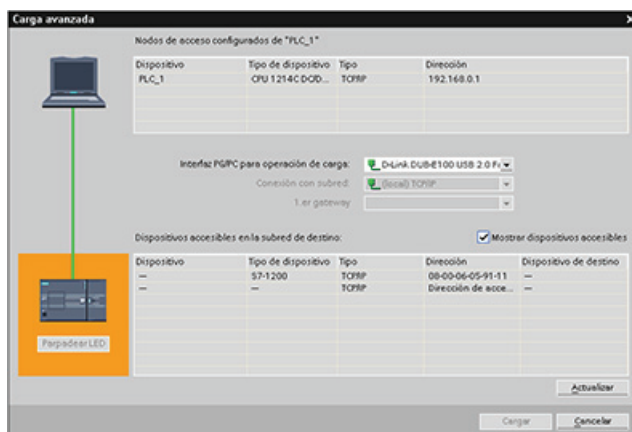 Carga avanzada
Nodos de acceso configurados de "PLC_1"
Dispositivo Tipo de dispositivo Tipo Dirección
PLC_1 CPU 1214C DC/D... TCP/IP 192.168.0.1
Interfaz PG/PC para operación de carga: D-Link DUB-E100 USB 2.0 F
Conexión con subred: (local) TCP/IP
1.er gateway
Dispositivos accesibles en la subred de destino: Mostrar dispositivos accesibles
Dispositivo Tipo de dispositivo Tipo Dirección Dispositivo de destino
— S7-1200 TCP/IP 08-00-06-05-91-11 —
— — TCP/IP Dirección de acce... —
Parpadear LED
Actualizar
Cargar Cancelar